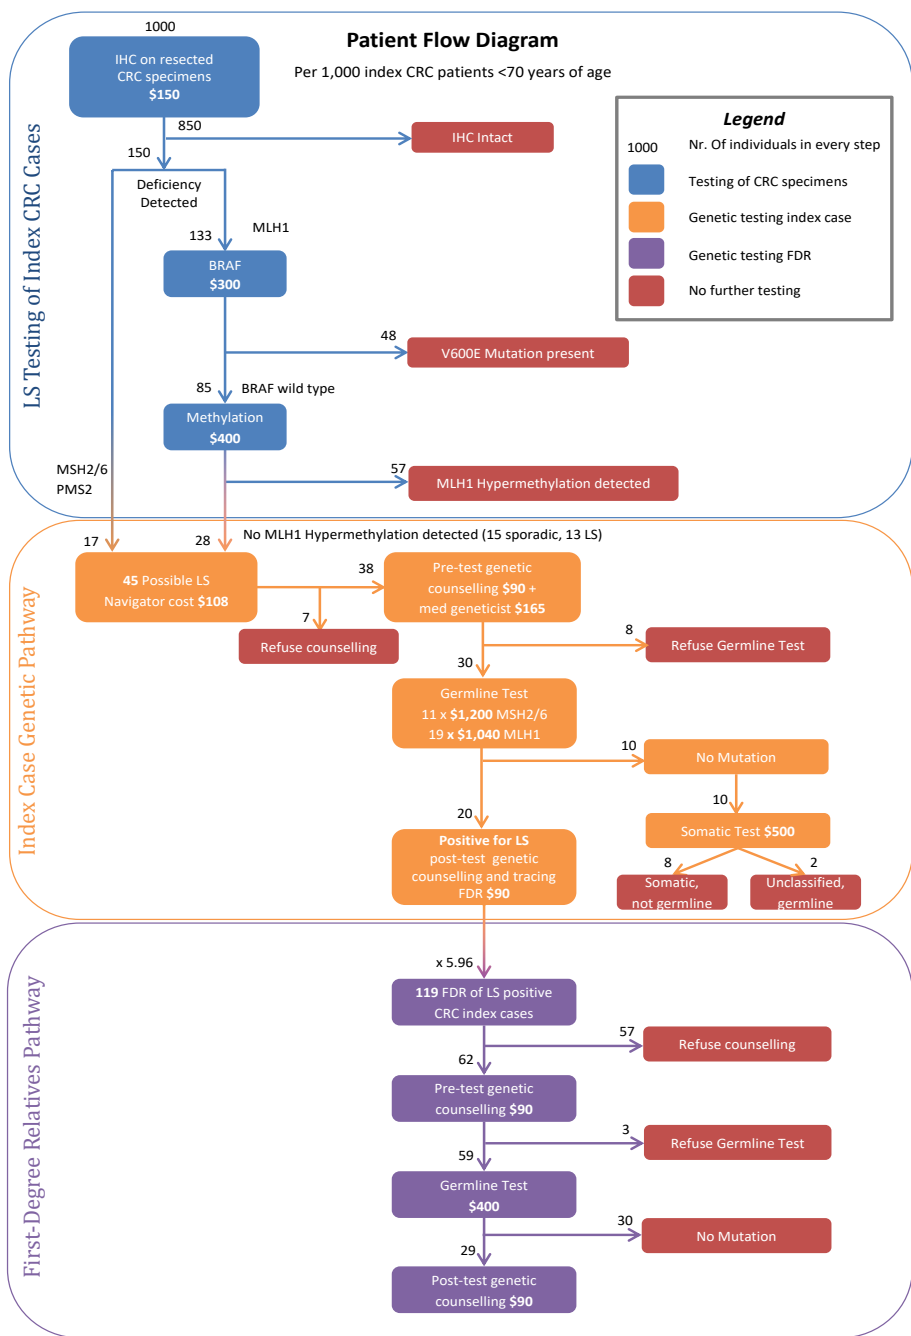 Patient Flow Diagram
Per 1,000 index CRC patients <70 years of age
LS Testing of Index CRC Cases
1000
IHC on resected
CRC specimens
$150
850
IHC Intact
150
Deficiency
Detected
MLH1
133
BRAF
$300
48
V600E Mutation present
85
BRAF wild type
Methylation
$400
57
MLH1 Hypermethylation detected
MSH2/6
PMS2
Legend
1000
Nr. Of individuals in every step
Testing of CRC specimens
Genetic testing index case
Genetic testing FDR
No further testing
Index Case Genetic Pathway
17
28
No MLH1 Hypermethylation detected (15 sporadic, 13 LS)
45 Possible LS
Navigator cost $108
38
Pre-test genetic
counselling $90 +
med geneticist $165
7
Refuse counselling
8
Refuse Germline Test
30
Germline Test
11 x $1,200 MSH2/6
19 x $1,040 MLH1
10
No Mutation
10
Somatic Test $500
8
2
Somatic,
not germline
Unclassified,
germline
20
Positive for LS
post-test genetic
counselling and tracing
FDR $90
First-Degree Relatives Pathway
x 5.96
119 FDR of LS positive
CRC index cases
57
Refuse counselling
62
Pre-test genetic
counselling $90
3
Refuse Germline Test
59
Germline Test
$400
30
No Mutation
29
Post-test genetic
counselling $90